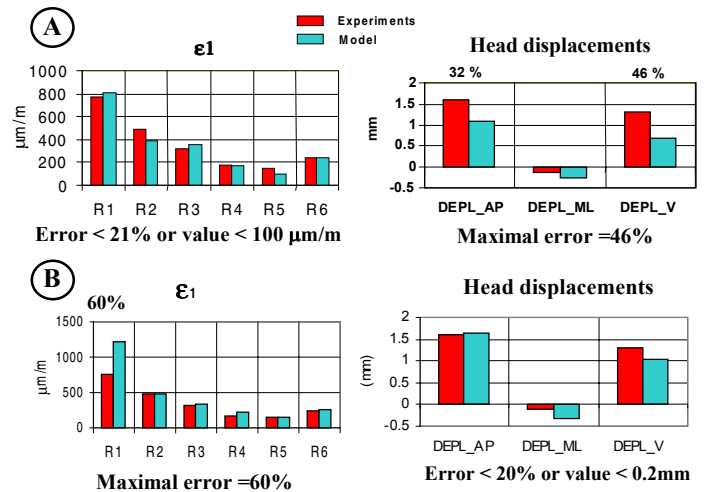 A
ε1
Experiments
Model
Head displacements
1000
800
600
400
200
0
μm/m
R1 R2 R3 R4 R5 R6
Error < 21% or value < 100 μm/m
32 %
46 %
2
1.5
1
0.5
0
-0.5
mm
DEPL_AP DEPL_ML DEPL_V
Maximal error =46%
B
ε1
60%
1500
1000
500
0
μm/m
R1 R2 R3 R4 R5 R6
Maximal error =60%
Head displacements
2
1.5
1
0.5
0
-0.5
(mm)
DEPL_AP DEPL_ML DEPL_V
Error < 20% or value < 0.2mm